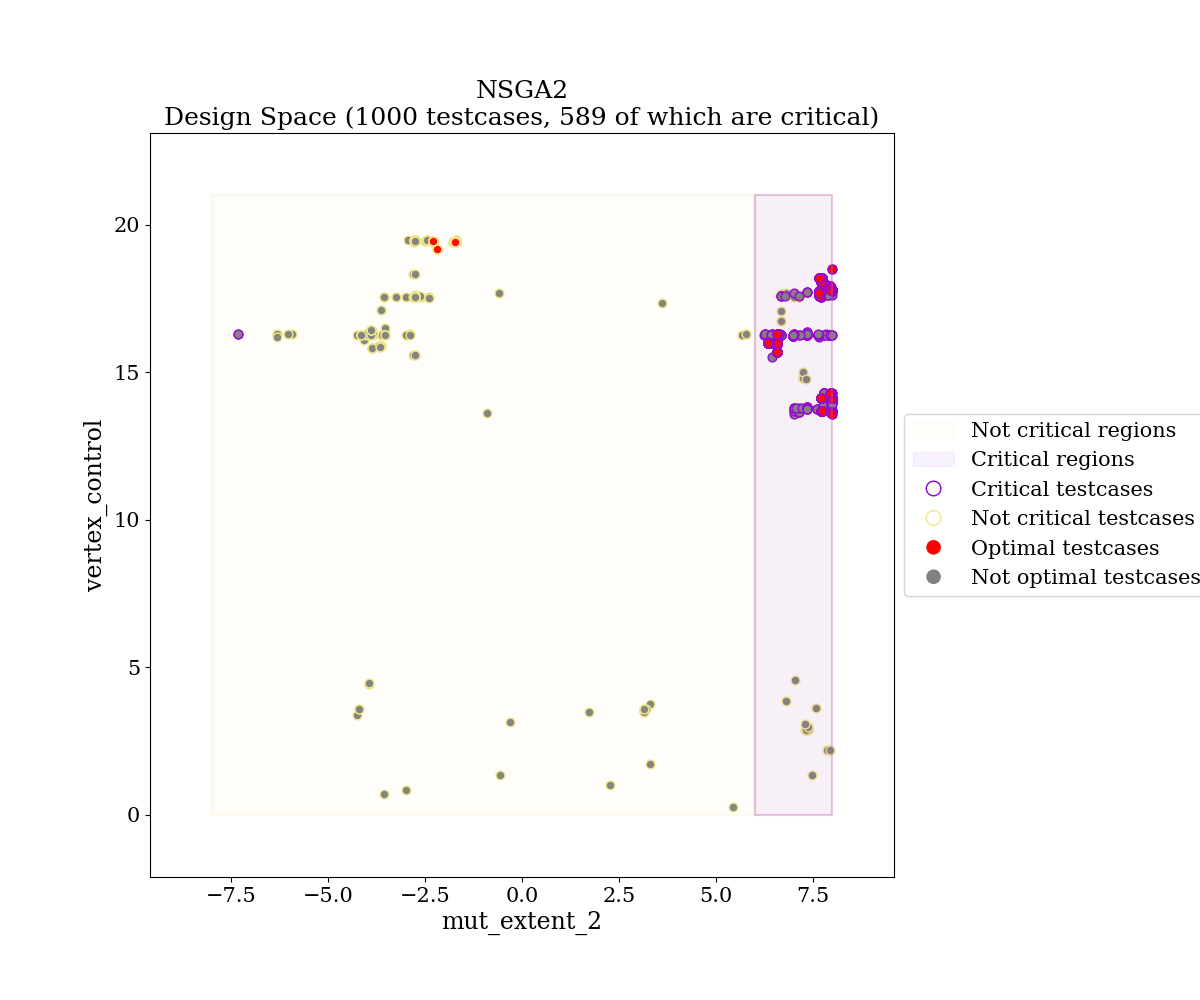 NSGA2
Design Space (1000 testcases, 589 of which are critical)
vertex_control
20
15
10
5
0
−7.5 −5.0 −2.5 0.0 2.5 5.0 7.5
mut_extent_2
Not critical regions
Critical regions
Critical testcases
Not critical testcases
Optimal testcases
Not optimal testcases